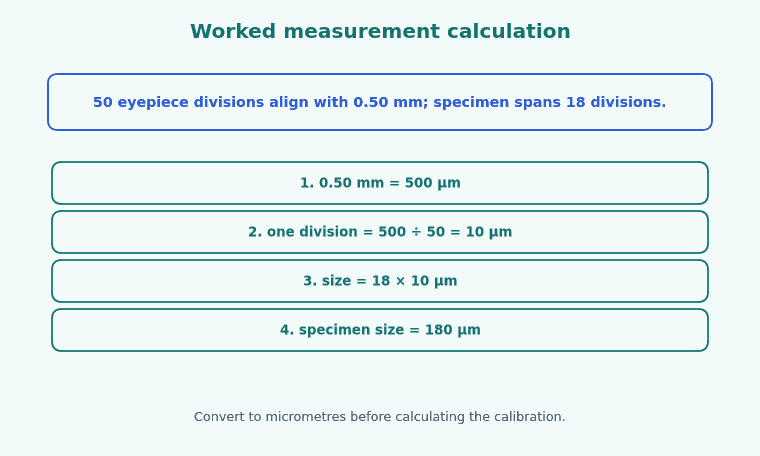 Worked measurement calculation
50 eyepiece divisions align with 0.50 mm; specimen spans 18 divisions.
1. 0.50 mm = 500 µm
2. one division = 500 ÷ 50 = 10 µm
3. size = 18 × 10 µm
4. specimen size = 180 µm
Convert to micrometres before calculating the calibration.